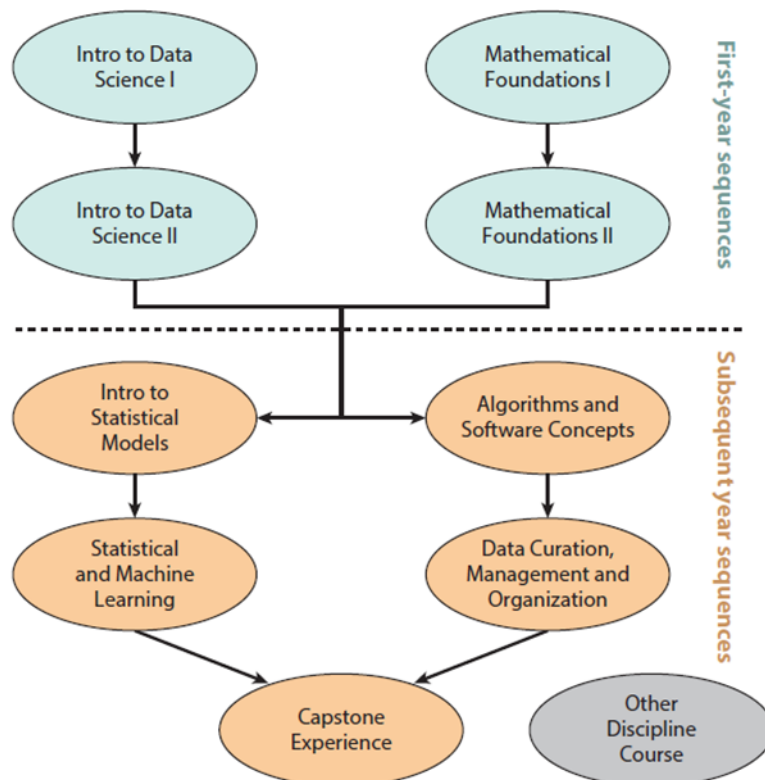 Intro to Data
Science I
Mathematical
Foundations I
First-year sequences
Intro to Data
Science II
Mathematical
Foundations II
Intro to
Statistical
Models
Algorithms and
Software Concepts
Subsequent year sequences
Statistical
and Machine
Learning
Data Curation,
Management and
Organization
Capstone
Experience
Other
Discipline
Course